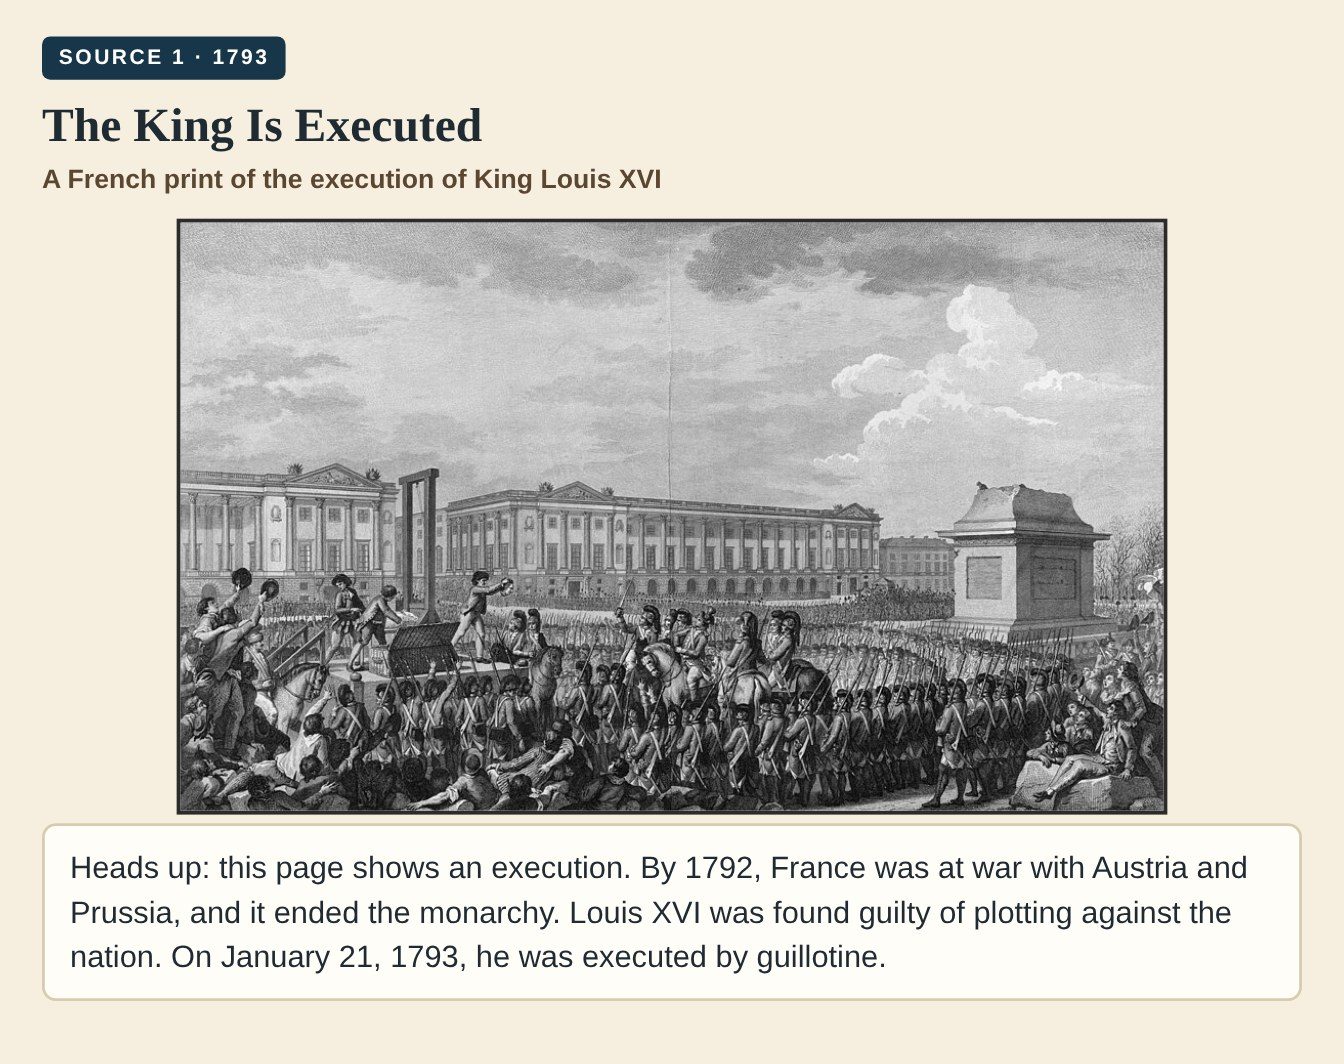 SOURCE 1 · 1793
The King Is Executed
A French print of the execution of King Louis XVI
Heads up: this page shows an execution. By 1792, France was at war with Austria and
Prussia, and it ended the monarchy. Louis XVI was found guilty of plotting against the
nation. On January 21, 1793, he was executed by guillotine.